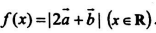 f(x)=|2a⃗+b⃗| (x∈R).